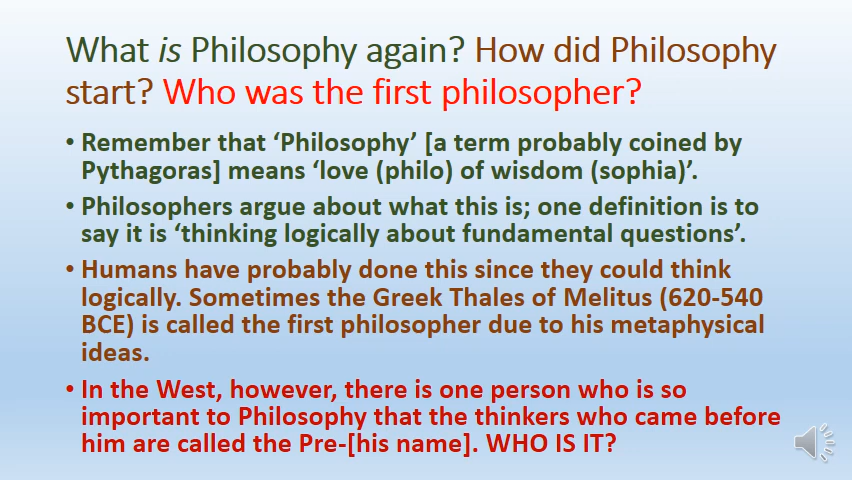 What is Philosophy again? How did Philosophy
start? Who was the first philosopher?
• Remember that ‘Philosophy’ [a term probably coined by
Pythagoras] means ‘love (philo) of wisdom (sophia)’.
• Philosophers argue about what this is; one definition is to
say it is ‘thinking logically about fundamental questions’.
• Humans have probably done this since they could think
logically. Sometimes the Greek Thales of Melitus (620-540
BCE) is called the first philosopher due to his metaphysical
ideas.
• In the West, however, there is one person who is so
important to Philosophy that the thinkers who came before
him are called the Pre-[his name]. WHO IS IT?